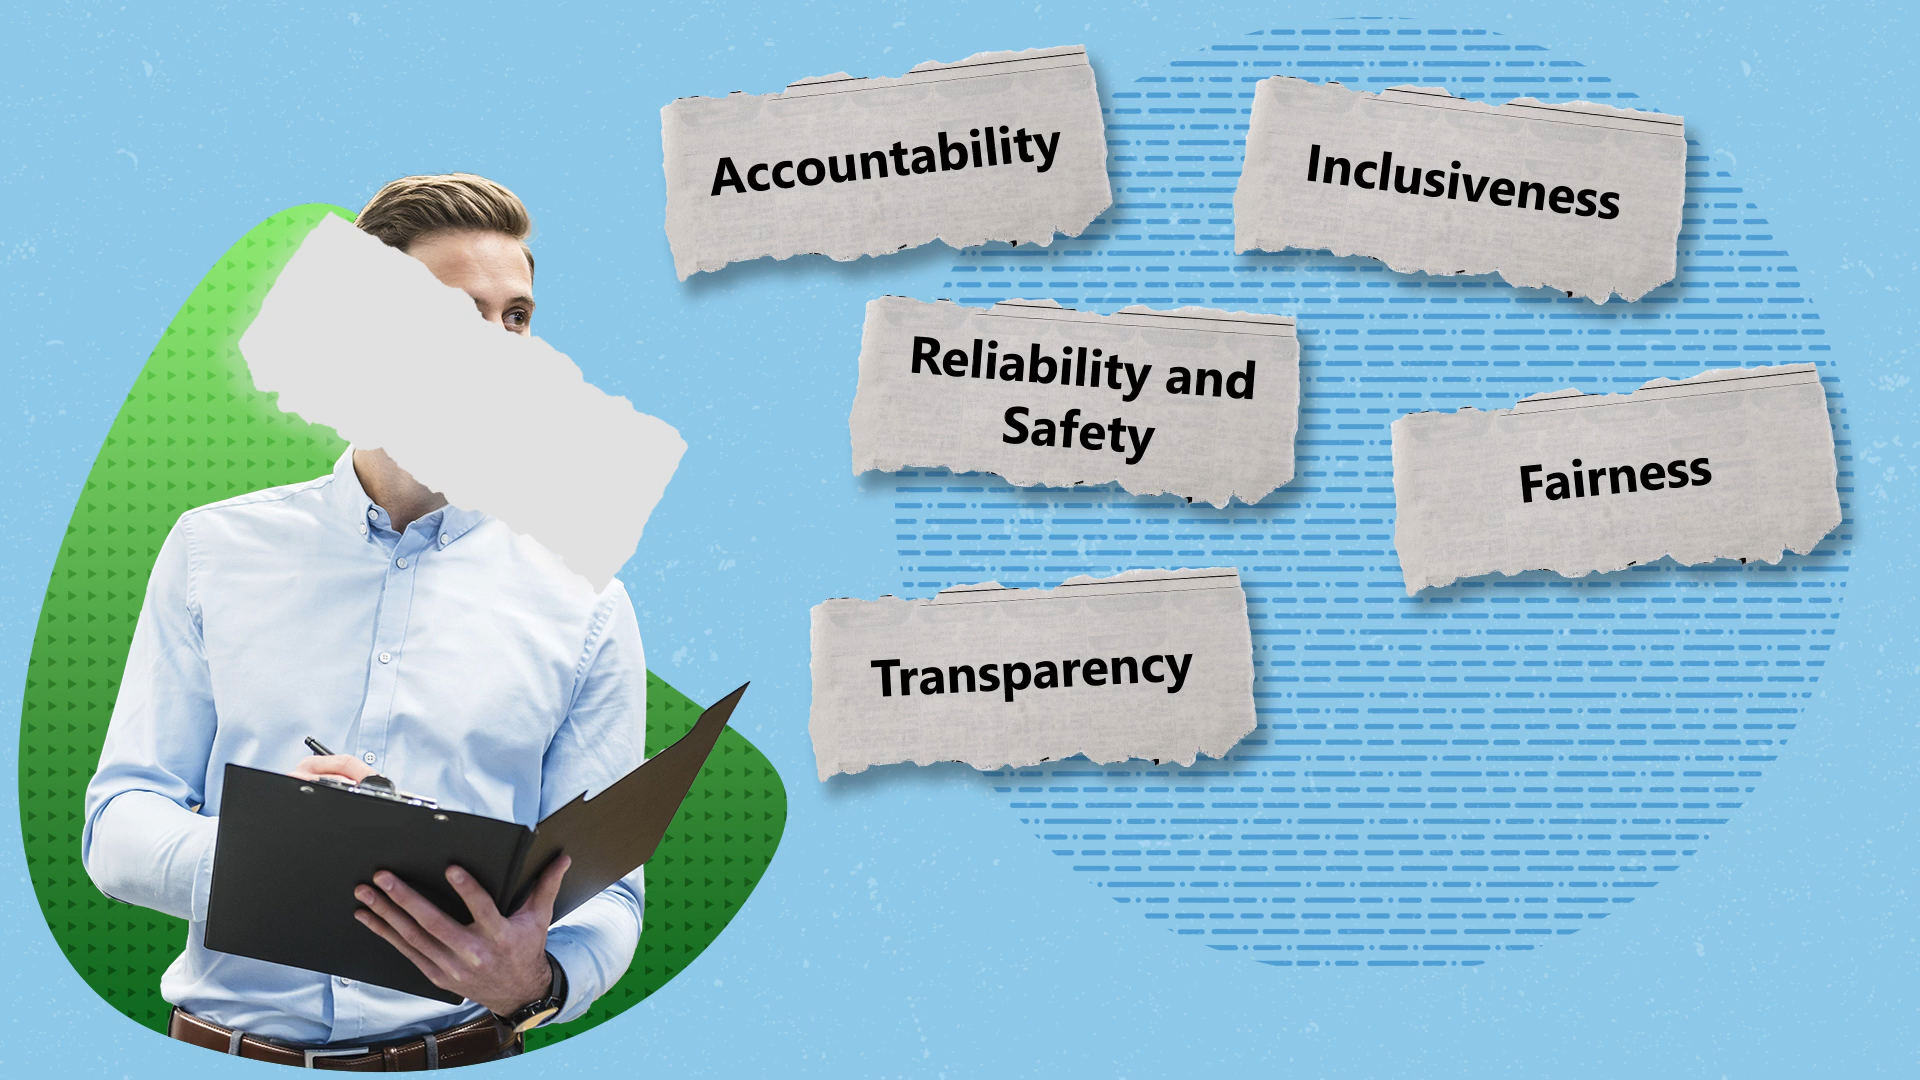 Accountability
Inclusiveness
Reliability and
Safety
Fairness
Transparency